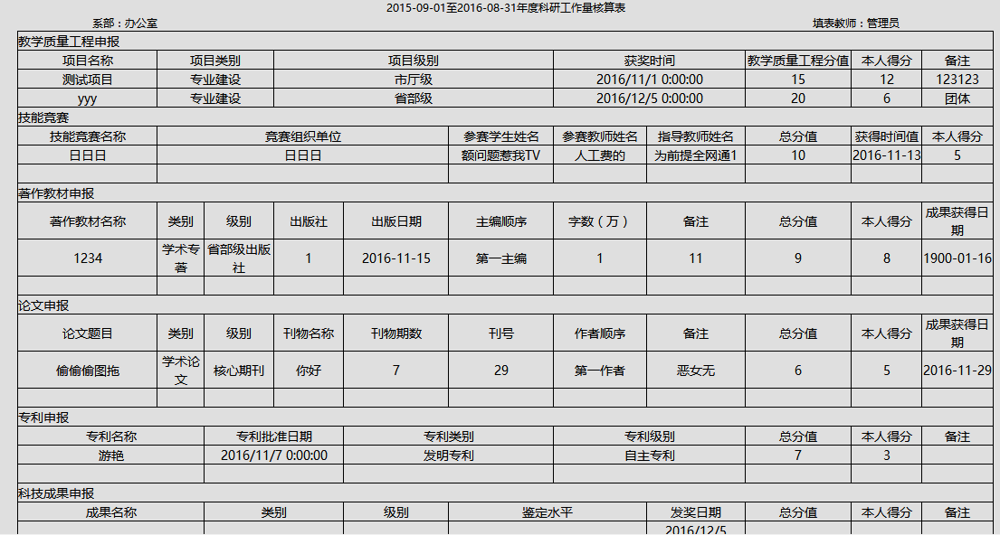 2015-09-01至2016-08-31年度科研工作量核算表
系部：办公室 填表教师：管理员
教学质量工程申报
项目名称 项目类别 项目级别 获奖时间 教学质量工程分值 本人得分 备注
测试项目 专业建设 市厅级 2016/11/1 0:00:00 15 12 123123
yyy 专业建设 省部级 2016/12/5 0:00:00 20 6 团体
技能竞赛
技能竞赛名称 竞赛组织单位 参赛学生姓名 参赛教师姓名 指导教师姓名 总分值 获得时间值 本人得分
日日日 日日日 额问题惹我TV 人工费的 为前提全网通1 10 2016-11-13 5
著作教材申报
著作教材名称 类别 级别 出版社 出版日期 主编顺序 字数（万） 备注 总分值 本人得分 成果获得日期
1234 学术专著 省部级出版社 1 2016-11-15 第一主编 1 11 9 8 1900-01-16
论文申报
论文题目 类别 级别 刊物名称 刊物期数 刊号 作者顺序 备注 总分值 本人得分 成果获得日期
偷偷偷图拖 学术论文 核心期刊 你好 7 29 第一作者 恶女无 6 5 2016-11-29
专利申报
专利名称 专利批准日期 专利类别 专利级别 总分值 本人得分 备注
游艳 2016/11/7 0:00:00 发明专利 自主专利 7 3
科技成果申报
成果名称 类别 级别 鉴定水平 发奖日期 总分值 本人得分 备注
2016/12/5